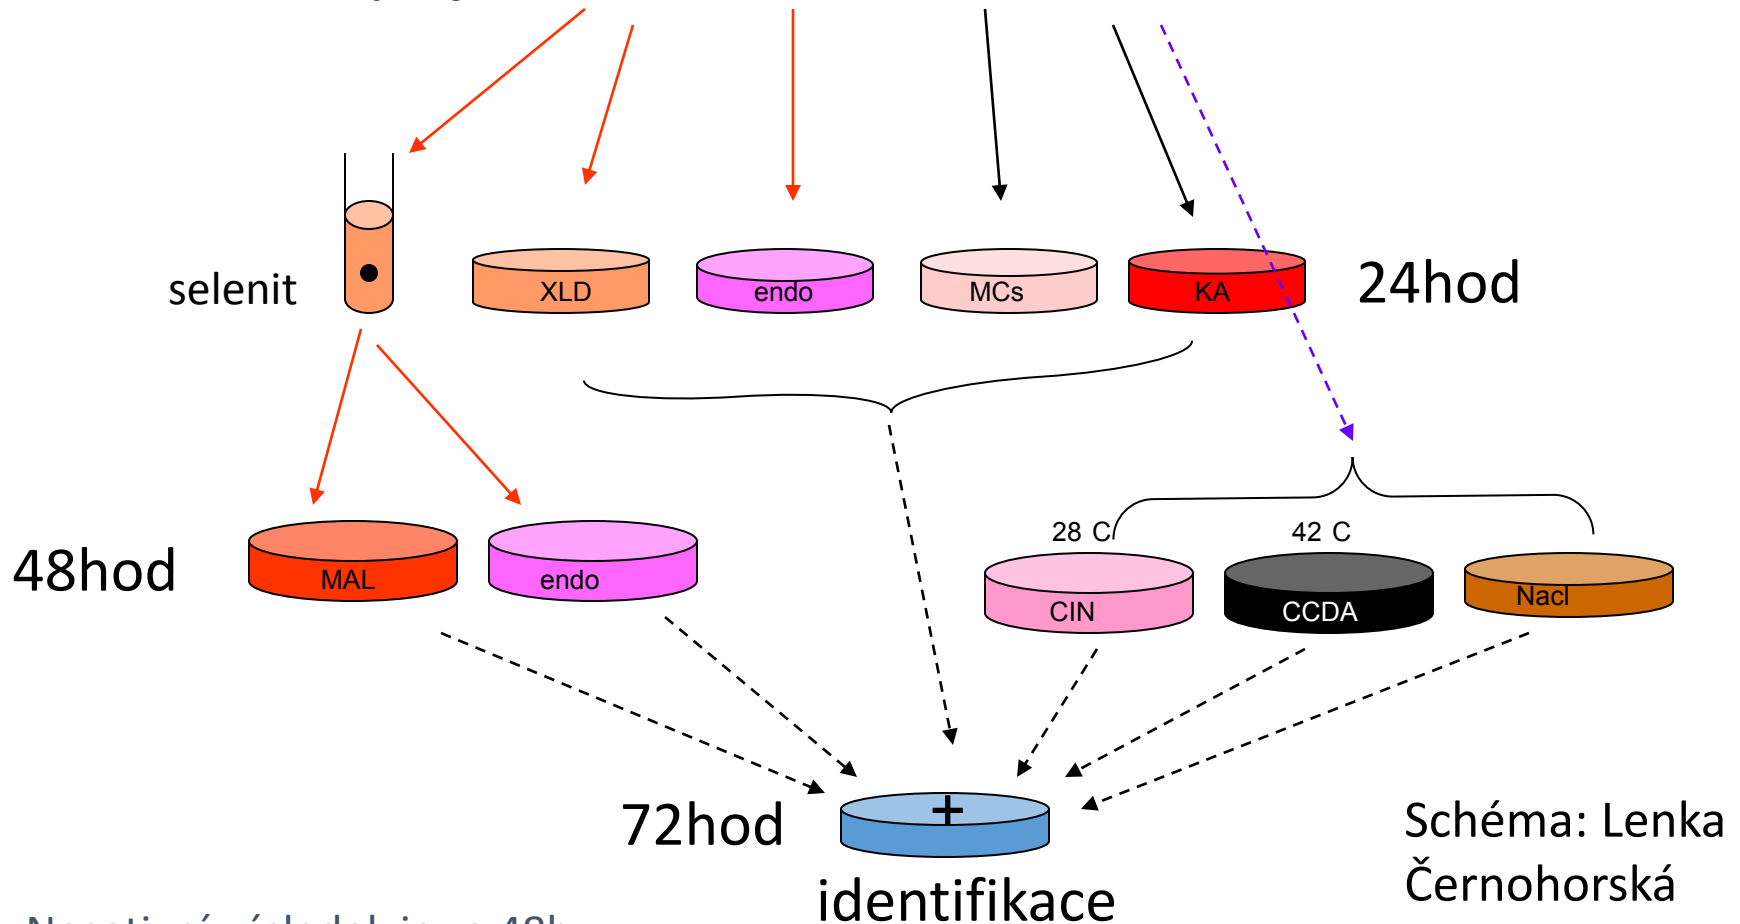 selenit
XLD
endo
MCs
KA
24hod
48hod
MAL
endo
28 C
42 C
CIN
CCDA
Nacl
72hod
+
identifikace
Schéma: Lenka
Černohorská